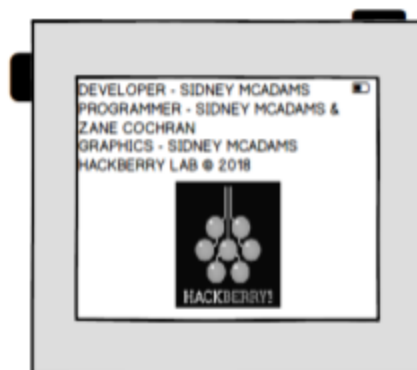 DEVELOPER - SIDNEY MCADAMS
PROGRAMMER - SIDNEY MCADAMS &
ZANE COCHRAN
GRAPHICS - SIDNEY MCADAMS
HACKBERRY LAB © 2018
HACKBERRY!